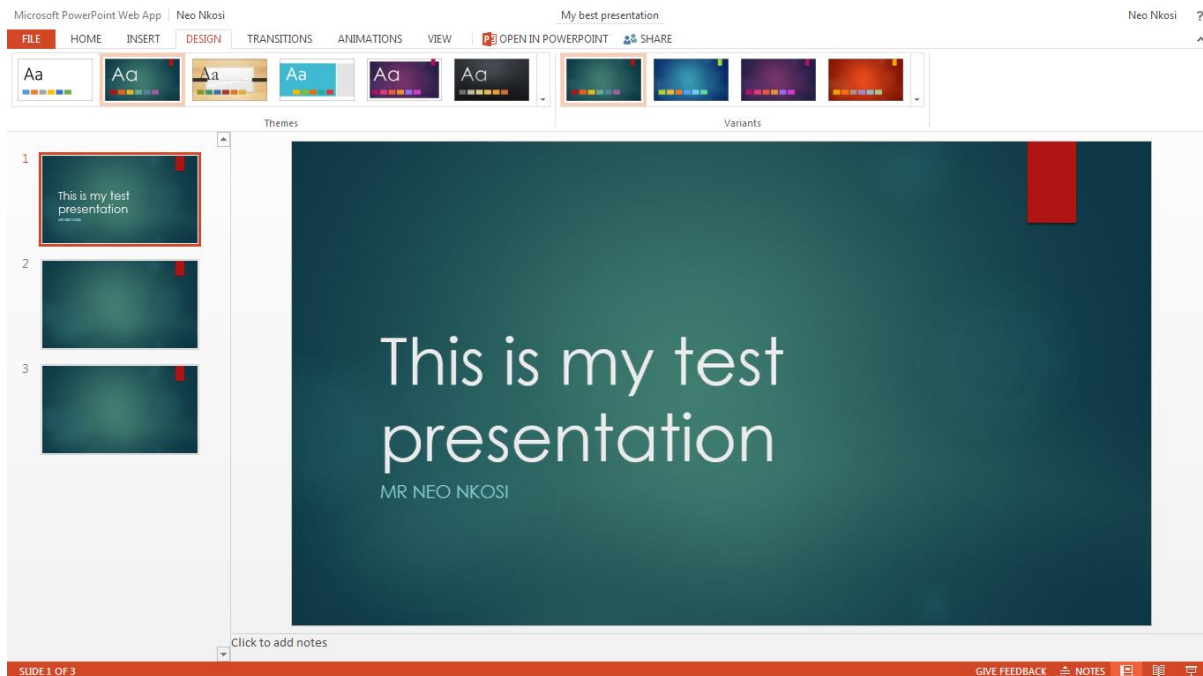 Microsoft PowerPoint Web App | Neo Nkosi My best presentation Neo Nkosi ?
FILE HOME INSERT DESIGN TRANSITIONS ANIMATIONS VIEW OPEN IN POWERPOINT SHARE
Aa Aa Aa Aa Aa Aa
Themes Variants
1
This is my test
presentation
MR NEO NKOSI
2
3
This is my test
presentation
MR NEO NKOSI
Click to add notes
SLIDE 1 OF 3 GIVE FEEDBACK NOTES